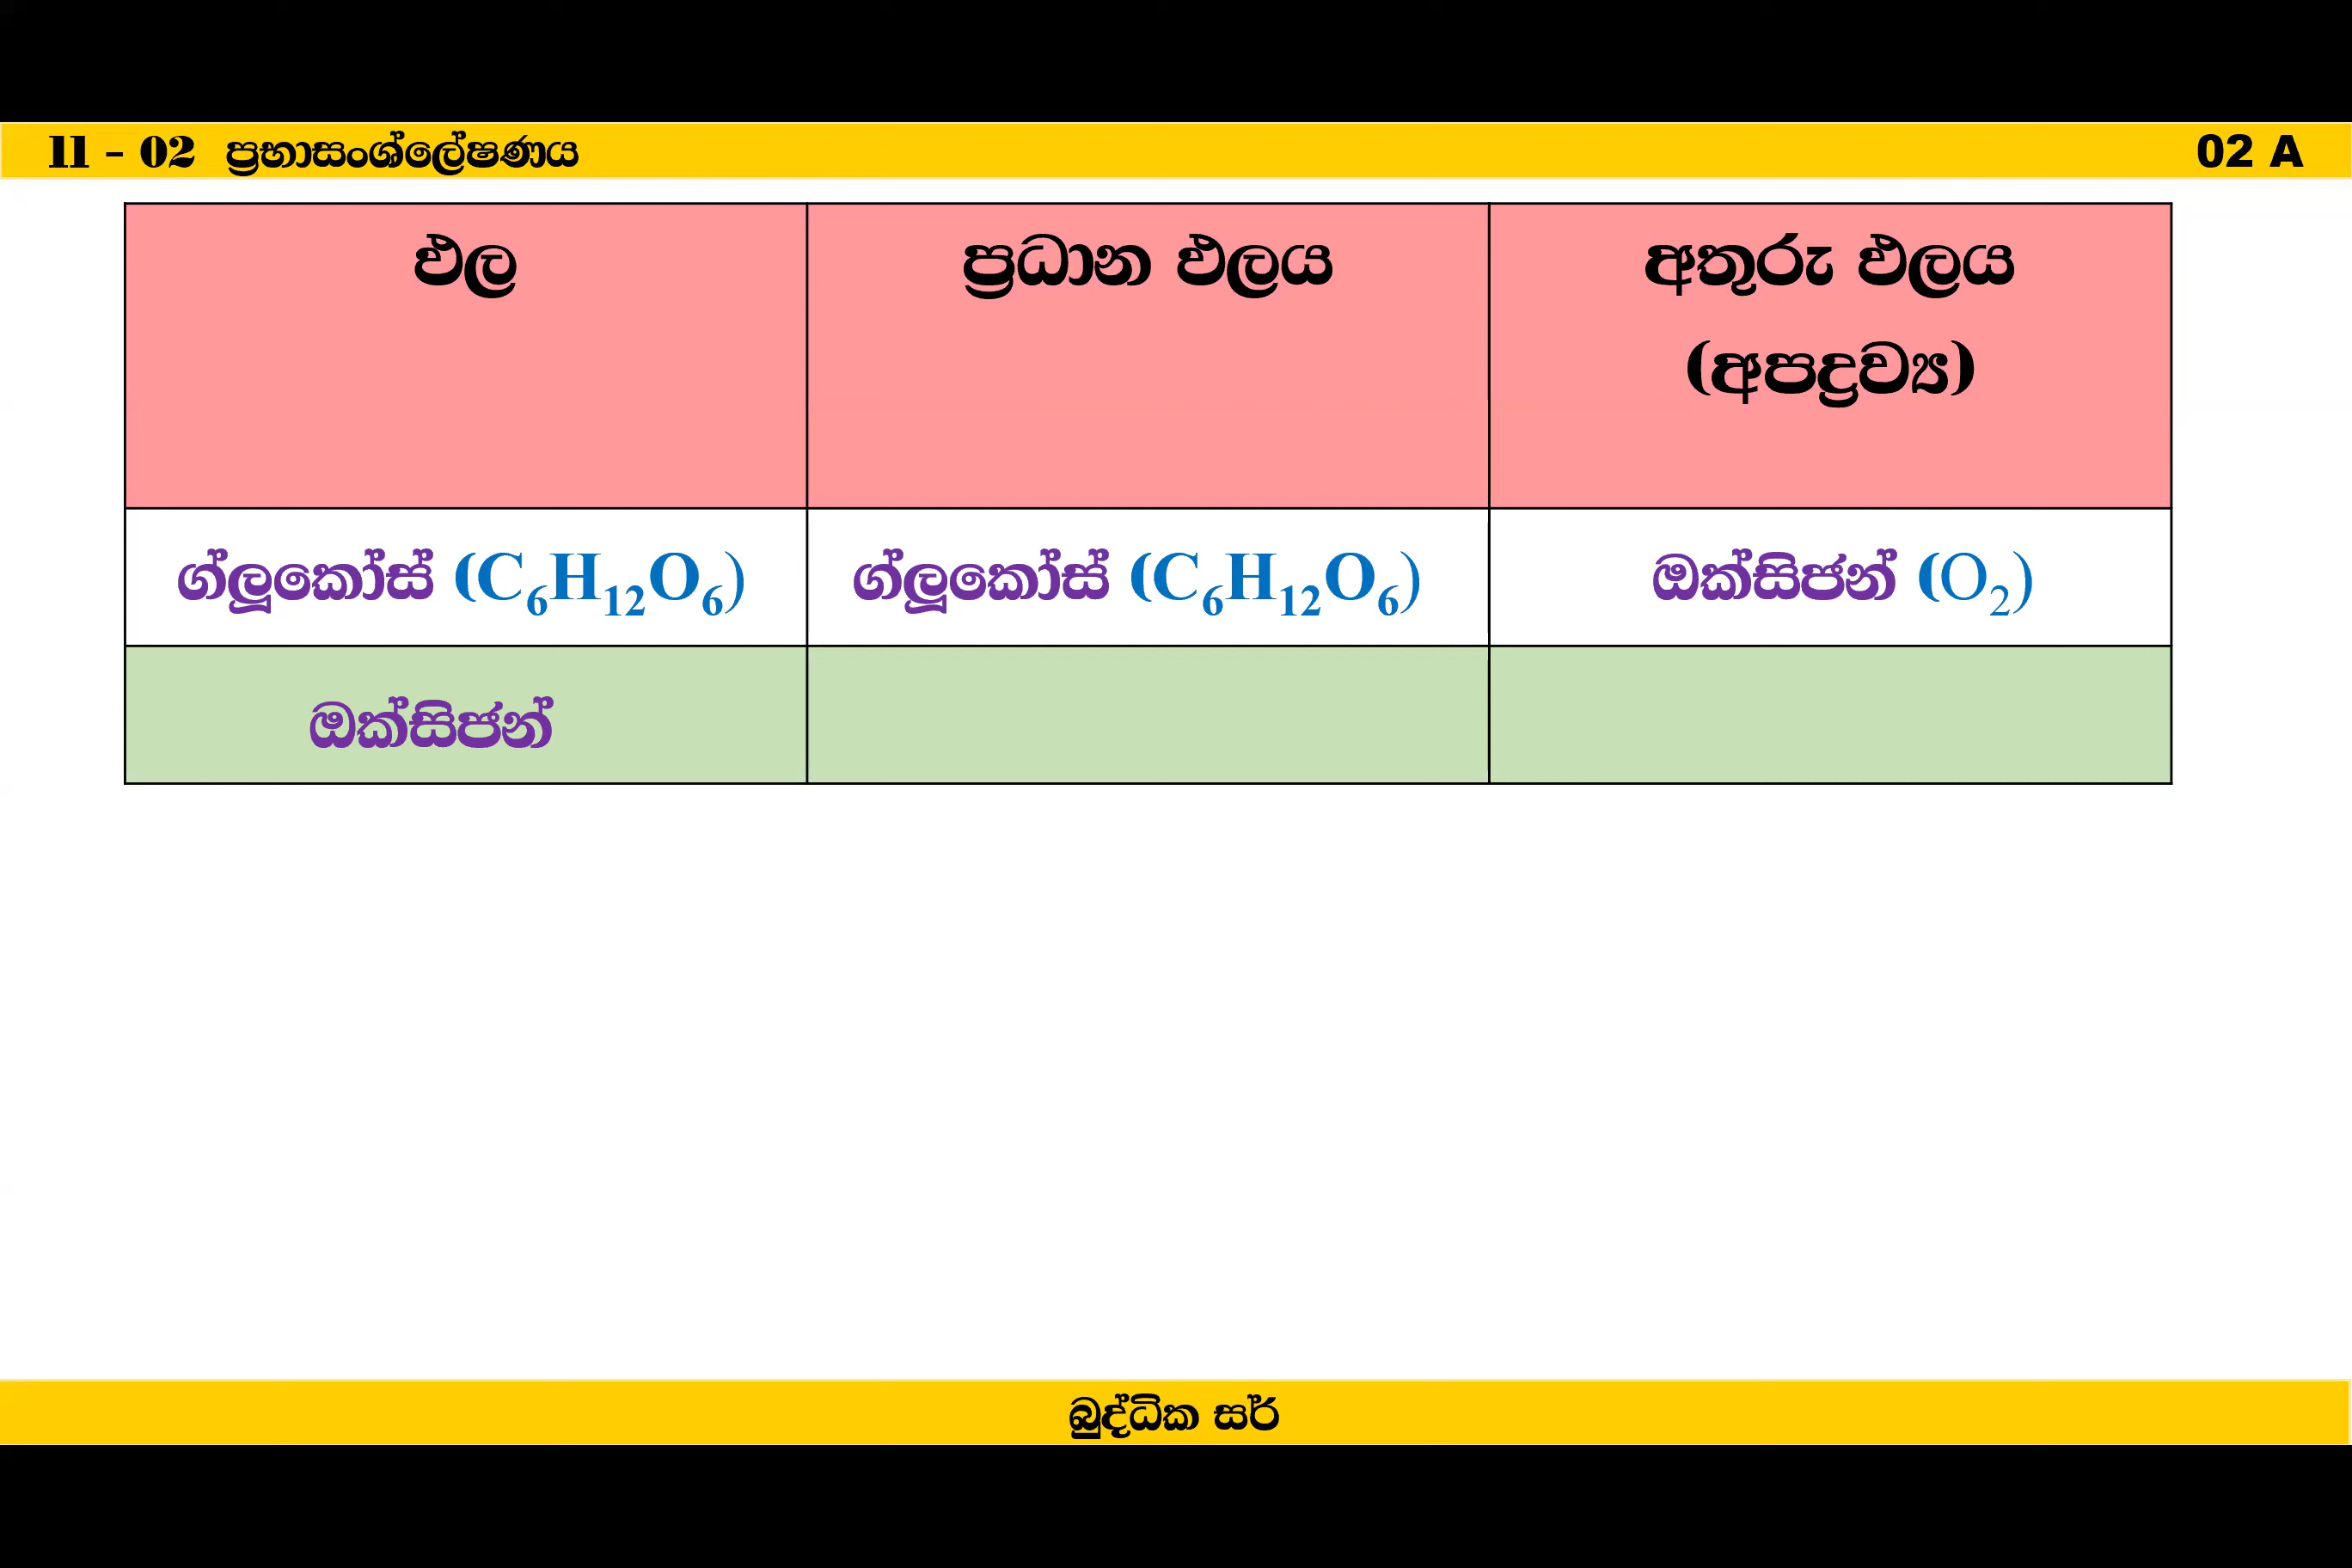 11 - 02 ප්‍රභාසංශ්ලේෂණය 02 A
ඵල ප්‍රධාන ඵලය අතුරු ඵලය
(අපද්‍රව්‍ය)
ග්ලූකෝස් (C₆H₁₂O₆) ග්ලූකෝස් (C₆H₁₂O₆) ඔක්සිජන් (O₂)
ඔක්සිජන්
බුද්ධික සර්